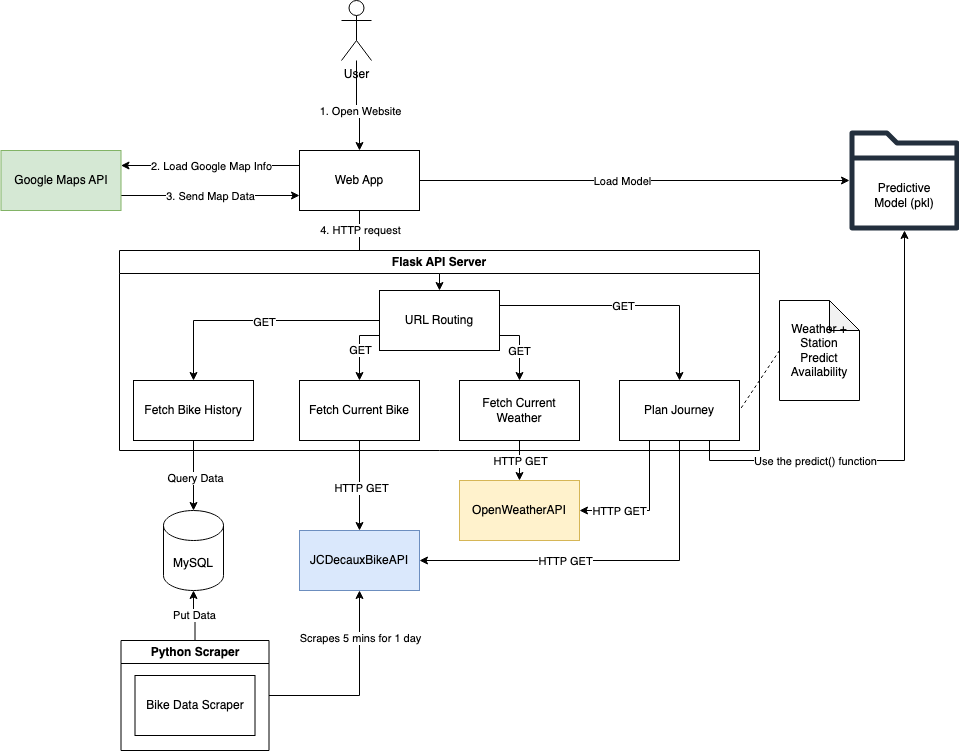 User
1. Open Website
Google Maps API
2. Load Google Map Info
3. Send Map Data
Web App
Load Model
Predictive
Model (pkl)
4. HTTP request
Flask API Server
URL Routing
GET
GET
GET
GET
Weather +
Station
Predict
Availability
Fetch Bike History
Fetch Current Bike
Fetch Current
Weather
Plan Journey
Query Data
HTTP GET
HTTP GET
Use the predict() function
OpenWeatherAPI
HTTP GET
MySQL
JCDecauxBikeAPI
HTTP GET
Put Data
Scrapes 5 mins for 1 day
Python Scraper
Bike Data Scraper